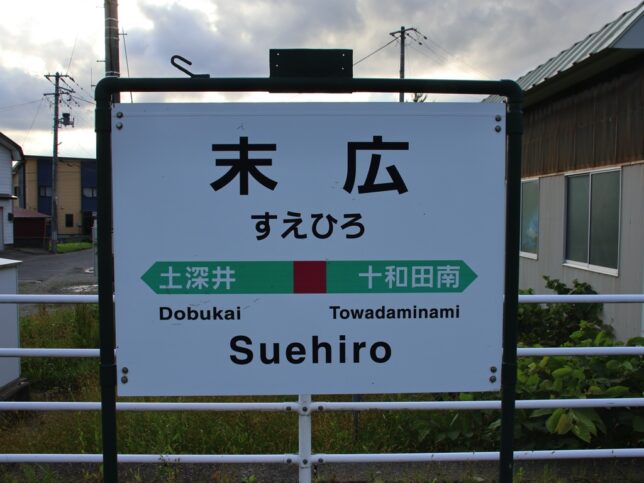 末広
すえひろ
土深井 十和田南
Dobukai Towadaminami
Suehiro